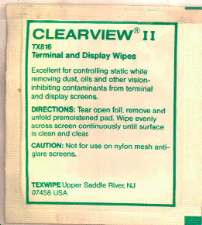 CLEARVIEW® II
TX816
Terminal and Display Wipes
Excellent for controlling static while
removing dust, oils and other vision-
inhibiting contaminants from terminal
and display screens.
DIRECTIONS: Tear open foil, remove and
unfold premoistened pad. Wipe evenly
across screen continuously until surface
is clean and clear.
CAUTION: Not for use on nylon mesh anti-
glare screens.
TEXWIPE Upper Saddle River, NJ
07458 USA